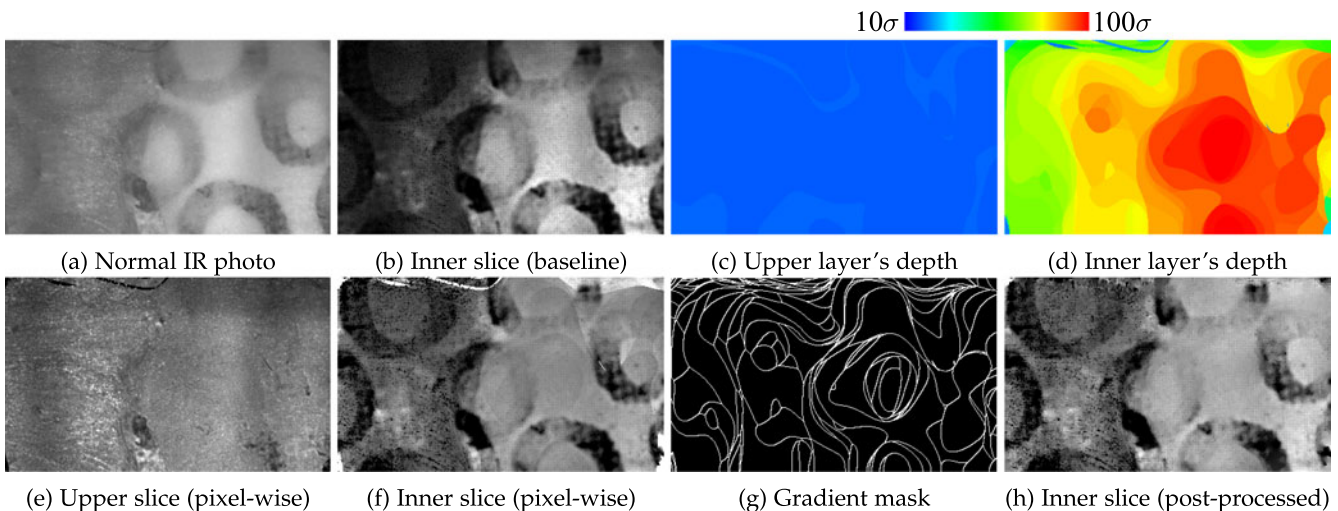 10σ 100σ
(a) Normal IR photo (b) Inner slice (baseline) (c) Upper layer's depth (d) Inner layer's depth
(e) Upper slice (pixel-wise) (f) Inner slice (pixel-wise) (g) Gradient mask (h) Inner slice (post-processed)